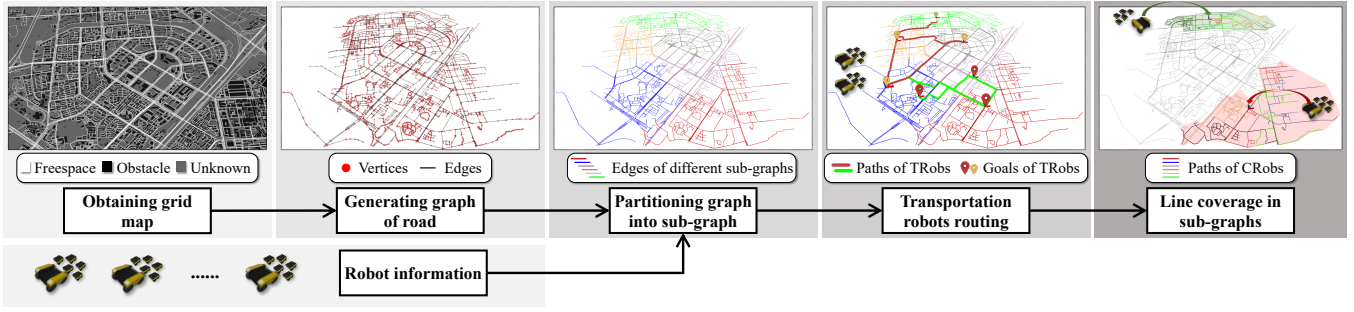 Freespace Obstacle Unknown
Vertices Edges
Edges of different sub-graphs
Paths of TRobs Goals of TRobs
Paths of CRobs
Obtaining grid
map
Generating graph
of road
Partitioning graph
into sub-graph
Transportation
robots routing
Line coverage in
sub-graphs
......
Robot information